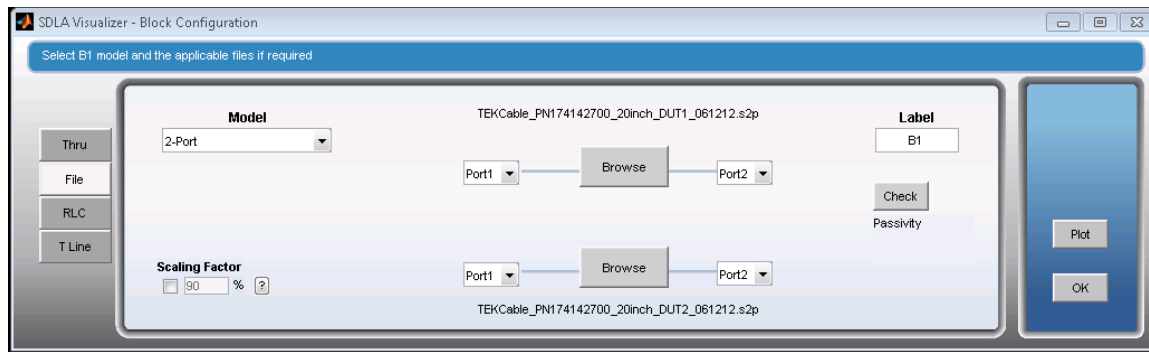 SDLA Visualizer - Block Configuration
Select B1 model and the applicable files if required
Thru
File
RLC
T Line
Model
2-Port
TEKCable_PN174142700_20inch_DUT1_061212.s2p
Port1
Browse
Port2
Label
B1
Check
Passivity
Scaling Factor
90 % ?
Port1
Browse
Port2
TEKCable_PN174142700_20inch_DUT2_061212.s2p
Plot
OK